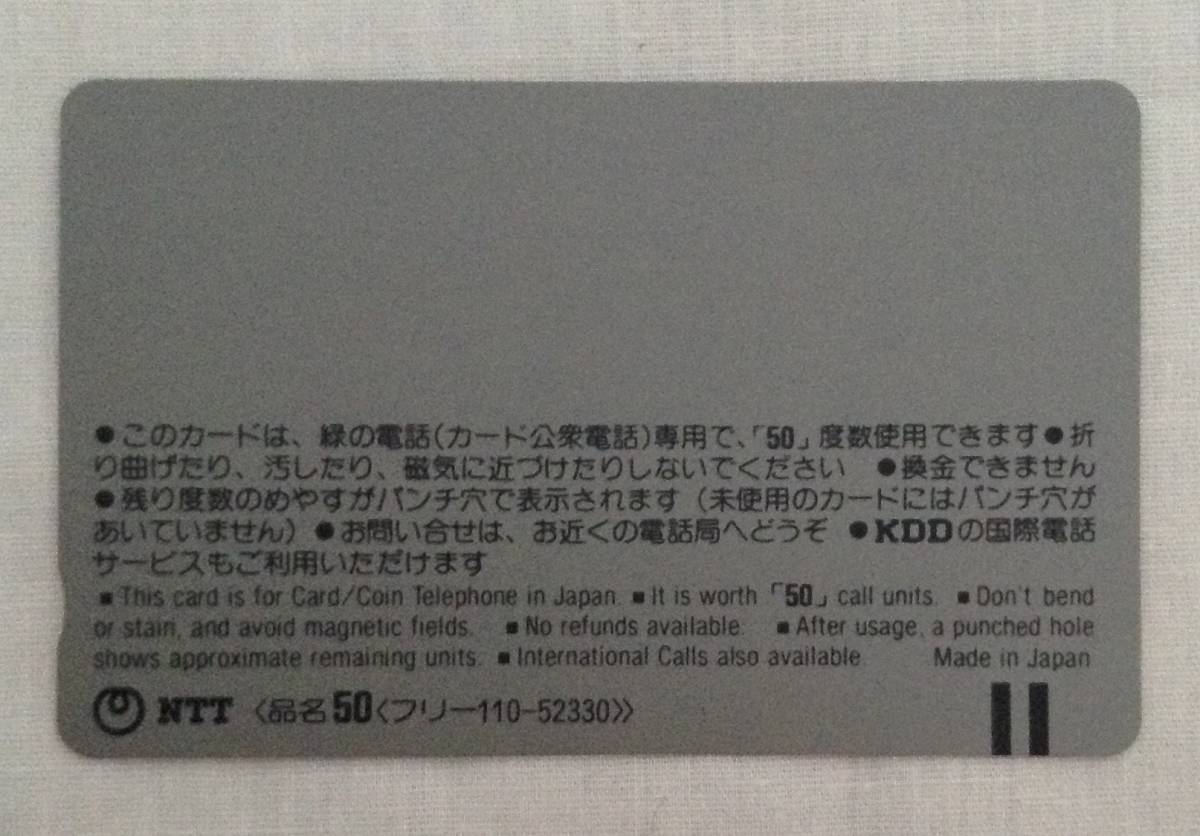 ●このカードは、緑の電話(カード公衆電話)専用で、「50」度数使用できます●折
り曲げたり、汚したり、磁気に近づけたりしないでください ●換金できません
●残り度数のめやすがパンチ穴で表示されます（未使用のカードにはパンチ穴が
あいていません）●お問い合せは、お近くの電話局へどうぞ ●KDDの国際電話
サービスもご利用いただけます
■This card is for Card/Coin Telephone in Japan. ■It is worth「50」call units. ■Don't bend
or stain, and avoid magnetic fields. ■No refunds available. ■After usage, a punched hole
shows approximate remaining units. ■International Calls also available. Made in Japan
NTT〈品名50〈フリー110-52330〉〉